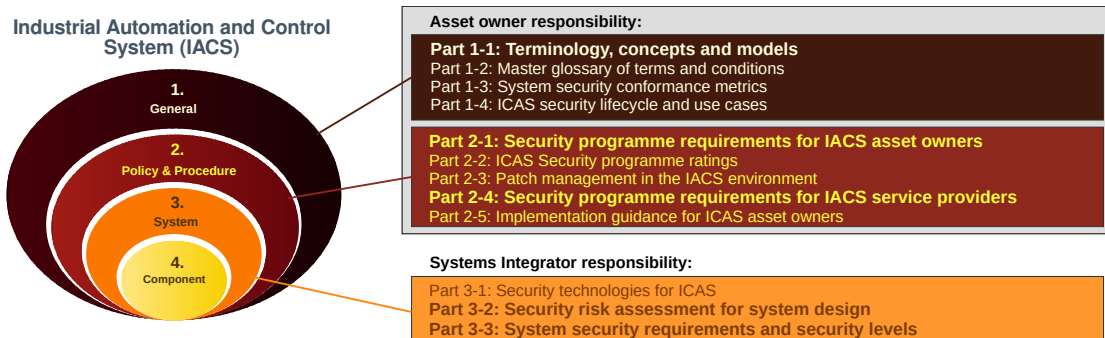 Industrial Automation and Control
System (IACS)
1.
General
2.
Policy & Procedure
3.
System
4.
Component
Asset owner responsibility:
Part 1-1: Terminology, concepts and models
Part 1-2: Master glossary of terms and conditions
Part 1-3: System security conformance metrics
Part 1-4: ICAS security lifecycle and use cases
Part 2-1: Security programme requirements for IACS asset owners
Part 2-2: ICAS Security programme ratings
Part 2-3: Patch management in the IACS environment
Part 2-4: Security programme requirements for IACS service providers
Part 2-5: Implementation guidance for ICAS asset owners
Systems Integrator responsibility:
Part 3-1: Security technologies for ICAS
Part 3-2: Security risk assessment for system design
Part 3-3: System security requirements and security levels